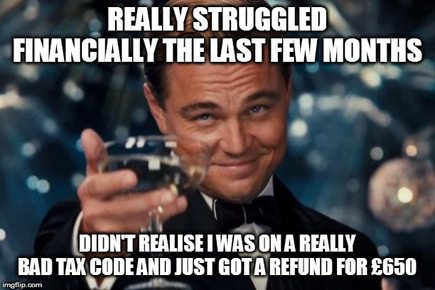 REALLY STRUGGLED
FINANCIALLY THE LAST FEW MONTHS
DIDN'T REALISE I WAS ON A REALLY
BAD TAX CODE AND JUST GOT A REFUND FOR £650
imgflip.com